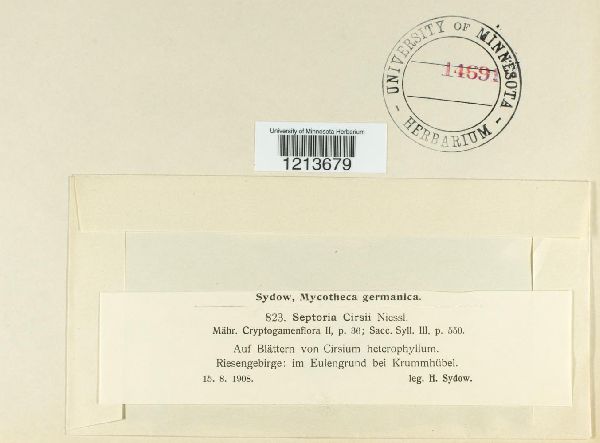 UNIVERSITY OF MINNESOTA
- HERBARIUM -
14691
University of Minnesota Herbarium
1213679
Sydow, Mycotheca germanica.
823. Septoria Cirsii Niessl.
Mähr. Cryptogamenflora II, p. 36; Sacc. Syll. III, p. 550.
Auf Blättern von Cirsium heterophyllum.
Riesengebirge: im Eulengrund bei Krummhübel.
15. 8. 1908. leg. H. Sydow.